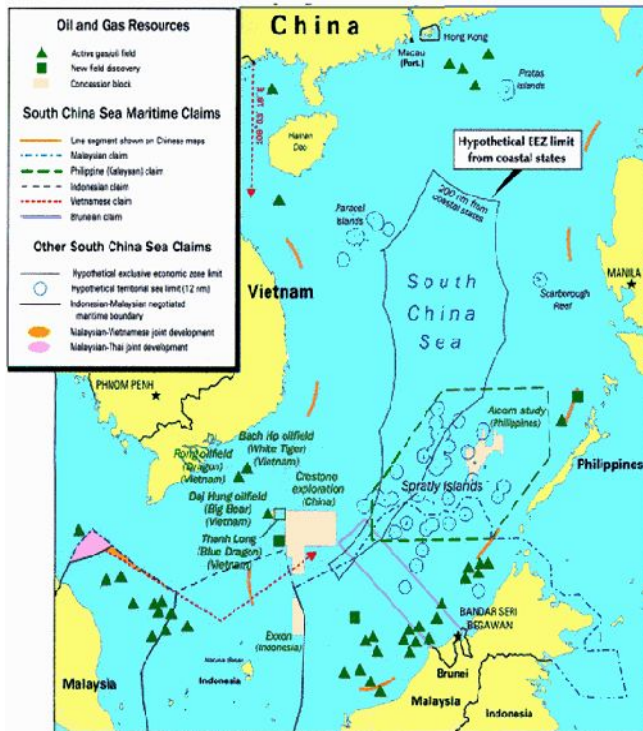 Oil and Gas Resources
Active gas/oil field
New field discovery
Concession block
South China Sea Maritime Claims
Line segment shown on Chinese maps
Malaysian claim
Philippine (Kalayaan) claim
Indonesian claim
Vietnamese claim
Bruneian claim
Other South China Sea Claims
Hypothetical exclusive economic zone limit
Hypothetical territorial sea limit (12 nm)
Indonesian-Malaysian negotiated
maritime boundary
Malaysian-Vietnamese joint development
Malaysian-Thai joint development
China
Hong Kong
Macau
(Port.)
Pratas
Islands
Hainan
Dao
Hypothetical EEZ limit
from coastal states
200 nm from
coastal states
Paracel
Islands
Vietnam
South
China
Sea
MANILA
Scarborough
Reef
PHNOM PENH
Alcorn study
(Philippines)
Bach Ho oilfield
(White Tiger)
(Vietnam)
Rong oilfield
(Dragon)
(Vietnam)
Crestone
exploration
(China)
Spratly Islands
Philippines
Dai Hung oilfield
(Big Bear)
(Vietnam)
Thanh Long
(Blue Dragon)
(Vietnam)
BANDAR SERI
BEGAWAN
Exxon
(Indonesia)
Brunei
Malaysia
Indonesia
Malaysia
Indonesia